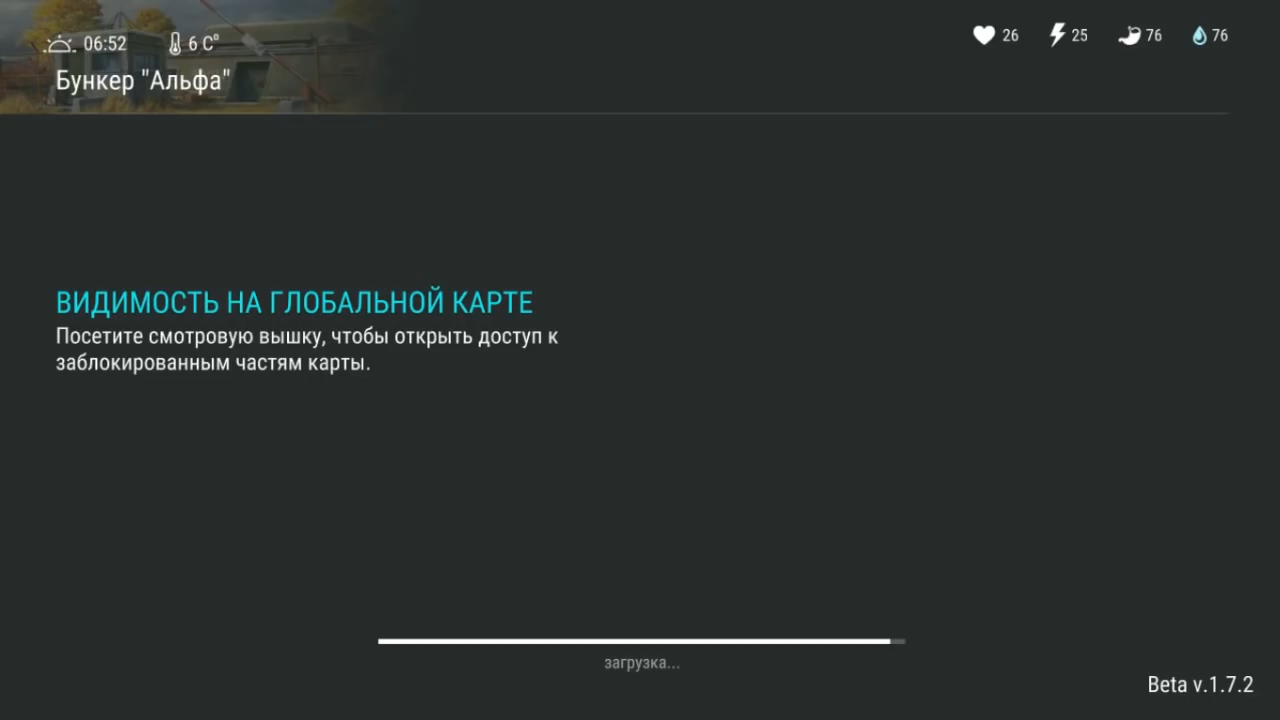 06:52 6 C°
26 25 76 76
Бункер "Альфа"
ВИДИМОСТЬ НА ГЛОБАЛЬНОЙ КАРТЕ
Посетите смотровую вышку, чтобы открыть доступ к
заблокированным частям карты.
загрузка...
Beta v.1.7.2